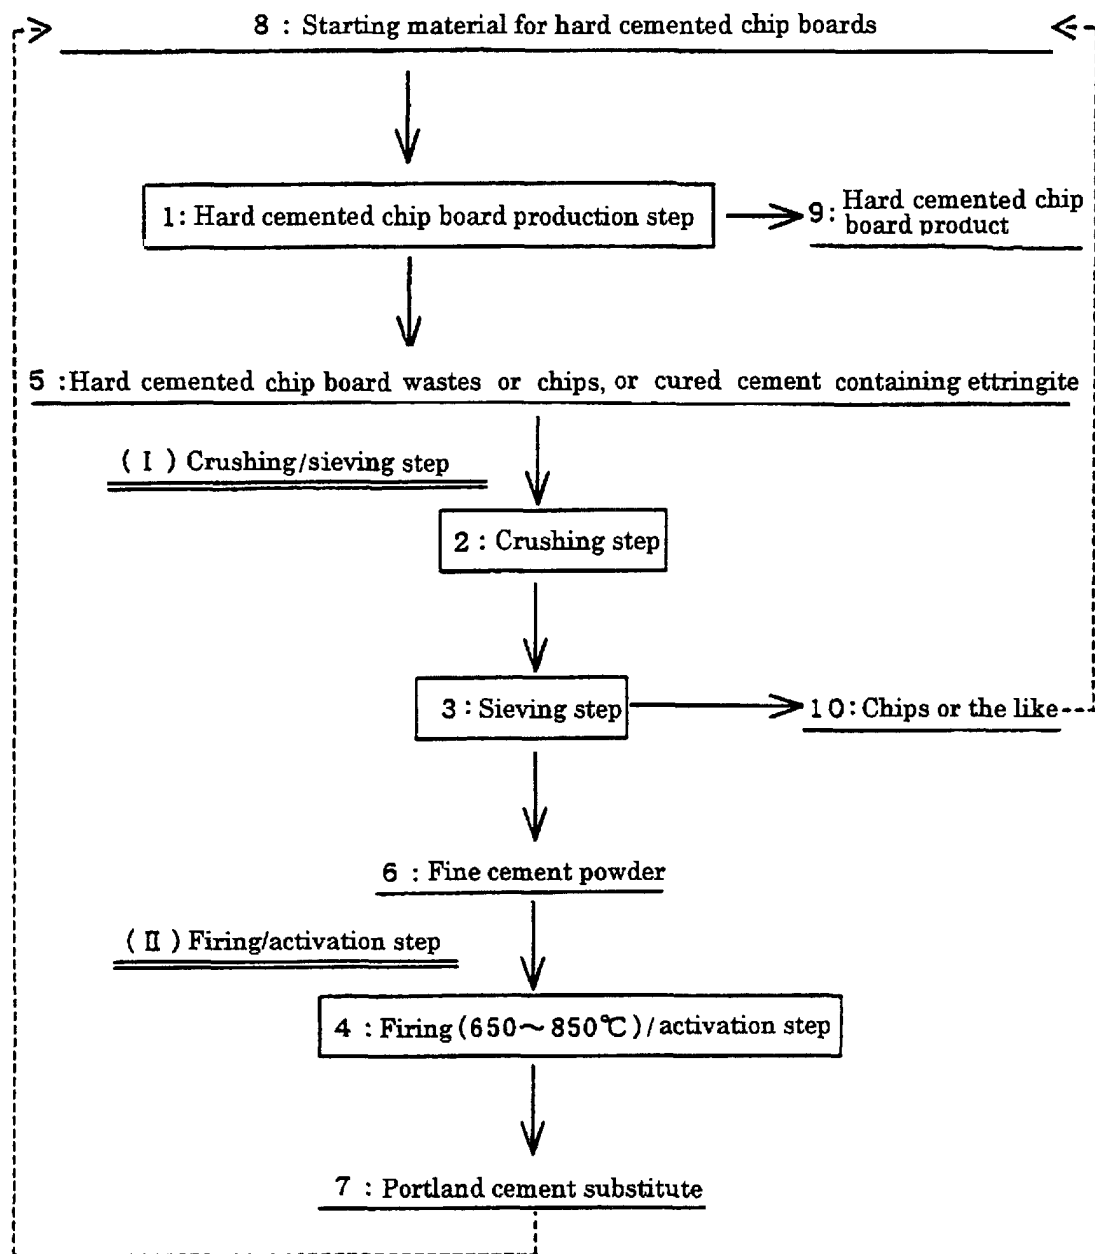 8 : Starting material for hard cemented chip boards
1: Hard cemented chip board production step
9: Hard cemented chip
board product
5 :Hard cemented chip board wastes or chips, or cured cement containing ettringite
( I ) Crushing/sieving step
2 : Crushing step
3 : Sieving step
10: Chips or the like
6 : Fine cement powder
( II ) Firing/activation step
4 : Firing (650~850℃)/activation step
7 : Portland cement substitute